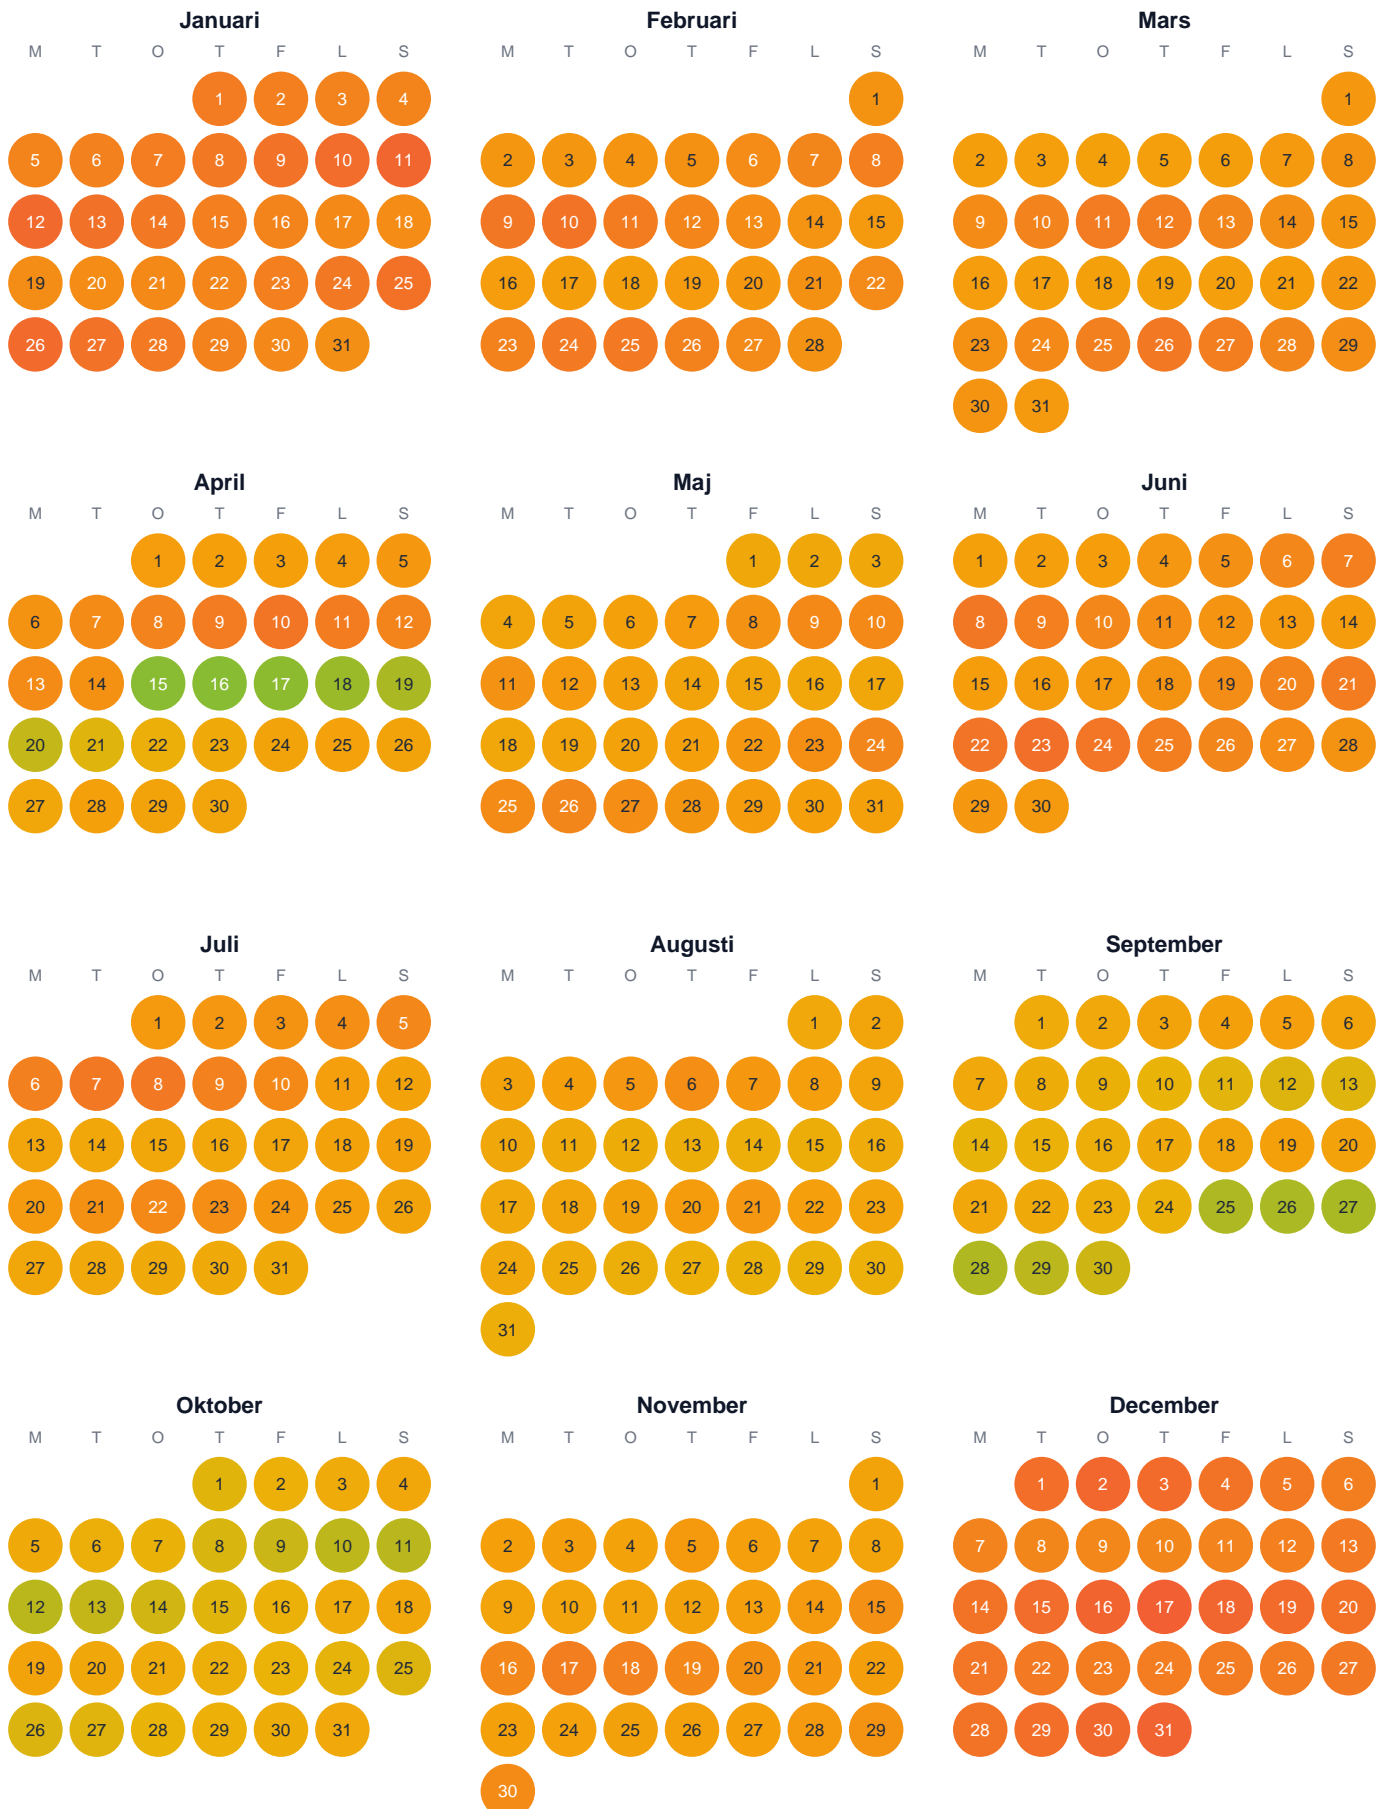 Januari Februari Mars
M T O T F L S M T O T F L S M T O T F L S
1 2 3 4 1 1
5 6 7 8 9 10 11 2 3 4 5 6 7 8 2 3 4 5 6 7 8
12 13 14 15 16 17 18 9 10 11 12 13 14 15 9 10 11 12 13 14 15
19 20 21 22 23 24 25 16 17 18 19 20 21 22 16 17 18 19 20 21 22
26 27 28 29 30 31 23 24 25 26 27 28 23 24 25 26 27 28 29
30 31
April Maj Juni
M T O T F L S M T O T F L S M T O T F L S
1 2 3 4 5 1 2 3 1 2 3 4 5 6 7
6 7 8 9 10 11 12 4 5 6 7 8 9 10 8 9 10 11 12 13 14
13 14 15 16 17 18 19 11 12 13 14 15 16 17 15 16 17 18 19 20 21
20 21 22 23 24 25 26 18 19 20 21 22 23 24 22 23 24 25 26 27 28
27 28 29 30 25 26 27 28 29 30 31 29 30
Juli Augusti September
M T O T F L S M T O T F L S M T O T F L S
1 2 3 4 5 1 2 1 2 3 4 5 6
6 7 8 9 10 11 12 3 4 5 6 7 8 9 7 8 9 10 11 12 13
13 14 15 16 17 18 19 10 11 12 13 14 15 16 14 15 16 17 18 19 20
20 21 22 23 24 25 26 17 18 19 20 21 22 23 21 22 23 24 25 26 27
27 28 29 30 31 24 25 26 27 28 29 30 28 29 30
31
Oktober November December
M T O T F L S M T O T F L S M T O T F L S
1 2 3 4 1 1 2 3 4 5 6
5 6 7 8 9 10 11 2 3 4 5 6 7 8 7 8 9 10 11 12 13
12 13 14 15 16 17 18 9 10 11 12 13 14 15 14 15 16 17 18 19 20
19 20 21 22 23 24 25 16 17 18 19 20 21 22 21 22 23 24 25 26 27
26 27 28 29 30 31 23 24 25 26 27 28 29 28 29 30 31
30